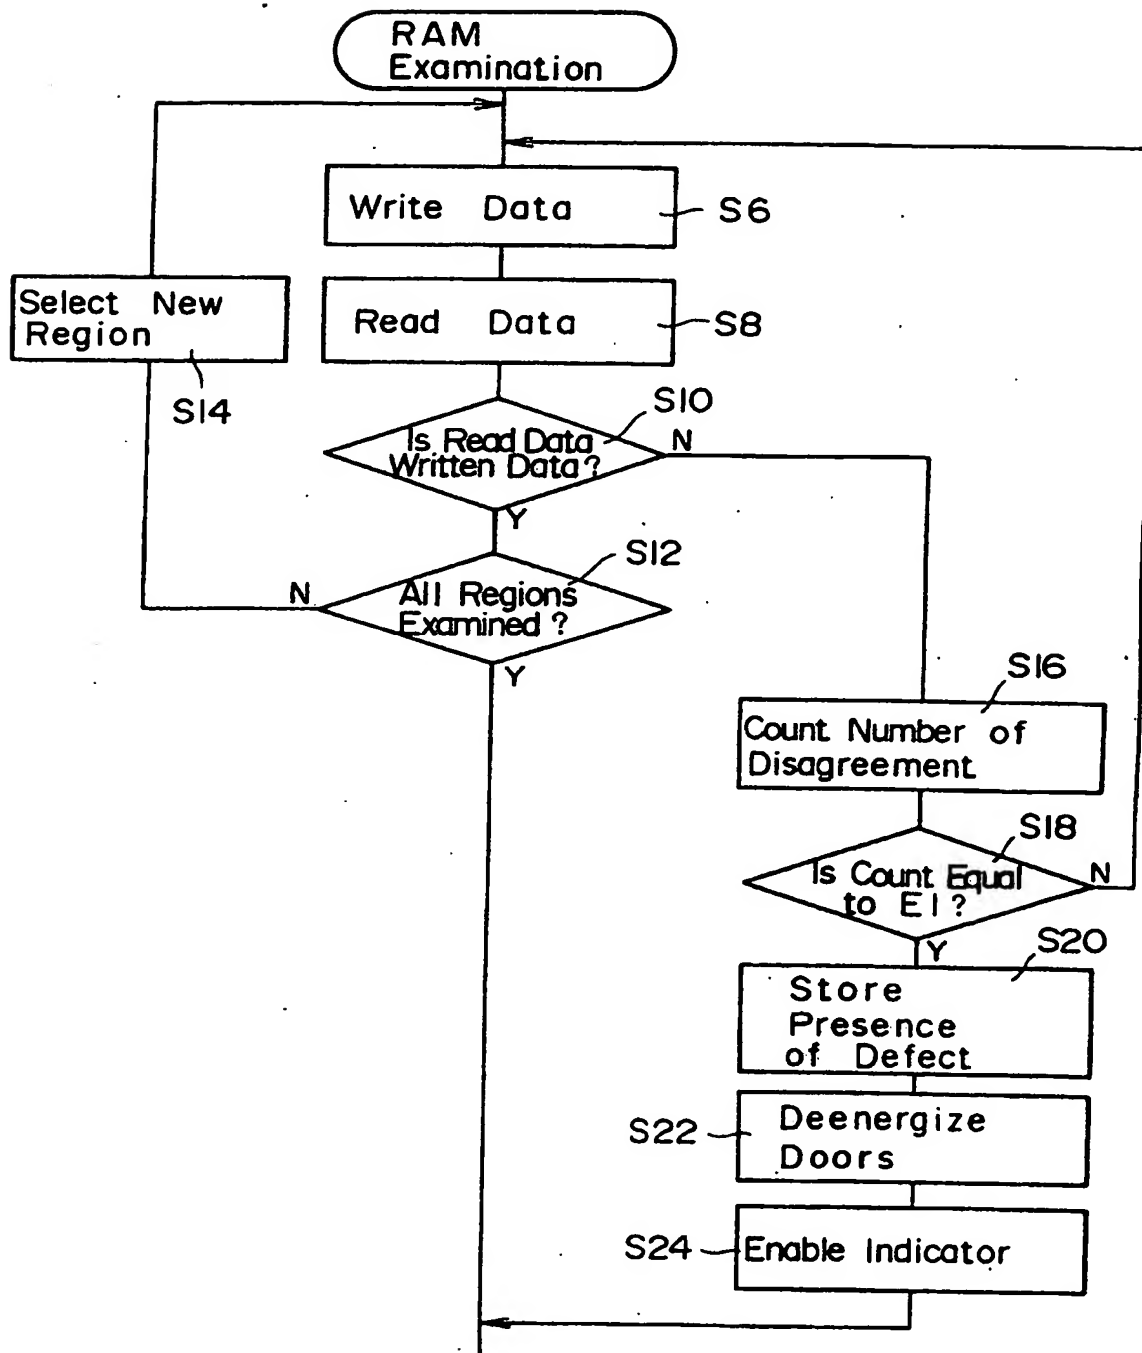 RAM
Examination
Write Data
S6
Select New
Region
S14
Read Data
S8
S10
Is Read Data
Written Data?
N
Y
S12
All Regions
Examined?
N
Y
S16
Count Number of
Disagreement
S18
Is Count Equal
to E1?
N
Y
S20
Store
Presence
of Defect
S22
Deenergize
Doors
S24
Enable Indicator